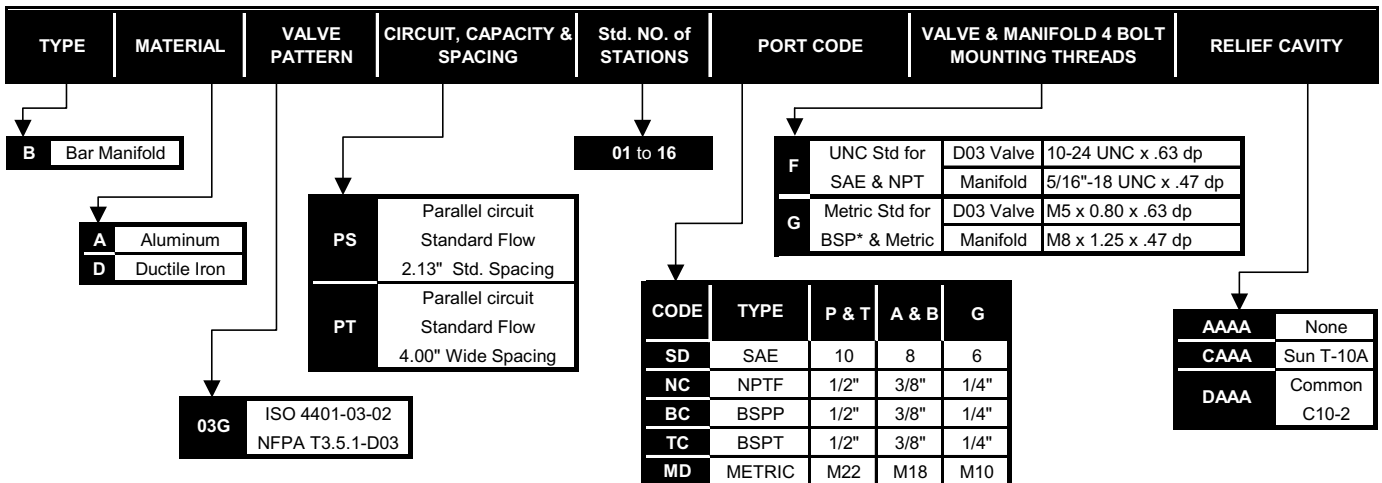 TYPE
MATERIAL
VALVE
PATTERN
CIRCUIT, CAPACITY &
SPACING
Std. NO. of
STATIONS
PORT CODE
VALVE & MANIFOLD 4 BOLT
MOUNTING THREADS
RELIEF CAVITY
B Bar Manifold
A Aluminum
D Ductile Iron
03G
ISO 4401-03-02
NFPA T3.5.1-D03
PS
Parallel circuit
Standard Flow
2.13" Std. Spacing
PT
Parallel circuit
Standard Flow
4.00" Wide Spacing
01 to 16
CODE TYPE P & T A & B G
SD SAE 10 8 6
NC NPTF 1/2" 3/8" 1/4"
BC BSPP 1/2" 3/8" 1/4"
TC BSPT 1/2" 3/8" 1/4"
MD METRIC M22 M18 M10
F
UNC Std for D03 Valve 10-24 UNC x .63 dp
SAE & NPT Manifold 5/16"-18 UNC x .47 dp
G
Metric Std for D03 Valve M5 x 0.80 x .63 dp
BSP* & Metric Manifold M8 x 1.25 x .47 dp
AAAA None
CAAA Sun T-10A
DAAA
Common
C10-2